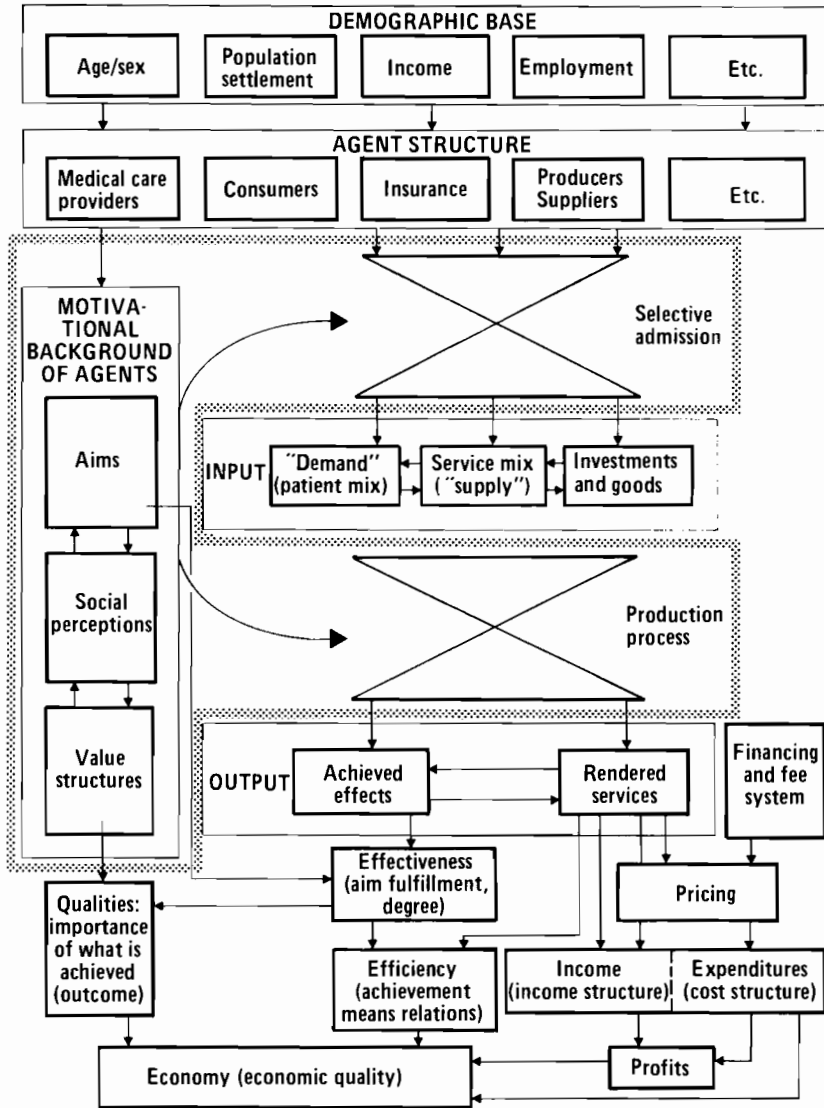 DEMOGRAPHIC BASE
Age/sex
Population
settlement
Income
Employment
Etc.
AGENT STRUCTURE
Medical care
providers
Consumers
Insurance
Producers
Suppliers
Etc.
MOTIVA-
TIONAL
BACKGROUND
OF AGENTS
Aims
Social
perceptions
Value
structures
Selective
admission
INPUT
"Demand"
(patient mix)
Service mix
("supply")
Investments
and goods
Production
process
OUTPUT
Achieved
effects
Rendered
services
Financing
and fee
system
Effectiveness
(aim fulfillment,
degree)
Pricing
Qualities:
importance
of what is
achieved
(outcome)
Efficiency
(achievement
means relations)
Income
(income structure)
Expenditures
(cost structure)
Profits
Economy (economic quality)